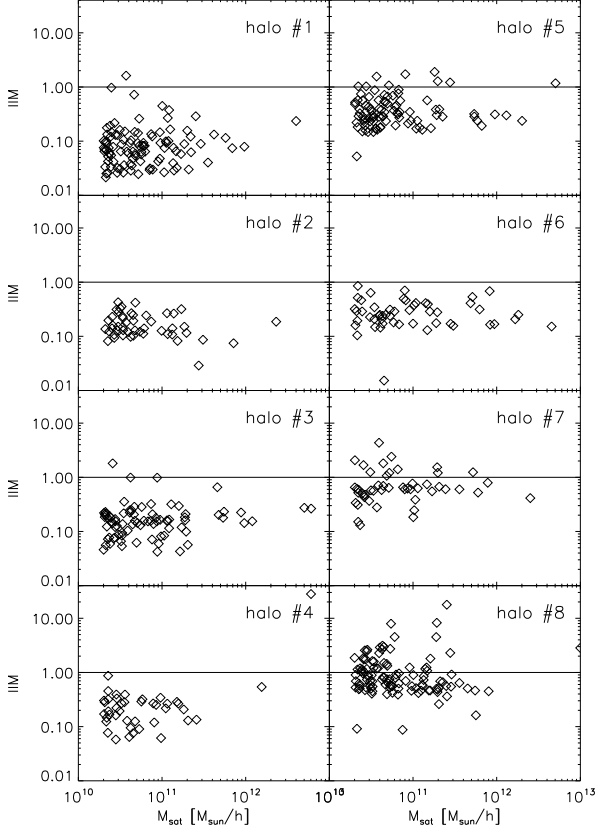 halo #1
halo #5
10.00
1.00
0.10
0.01
IIM
halo #2
halo #6
10.00
1.00
0.10
0.01
IIM
halo #3
halo #7
10.00
1.00
0.10
0.01
IIM
halo #4
halo #8
10.00
1.00
0.10
0.01
IIM
10^10 10^11 10^12 10^11 10^12 10^13
M_sat [M_sun/h] M_sat [M_sun/h]